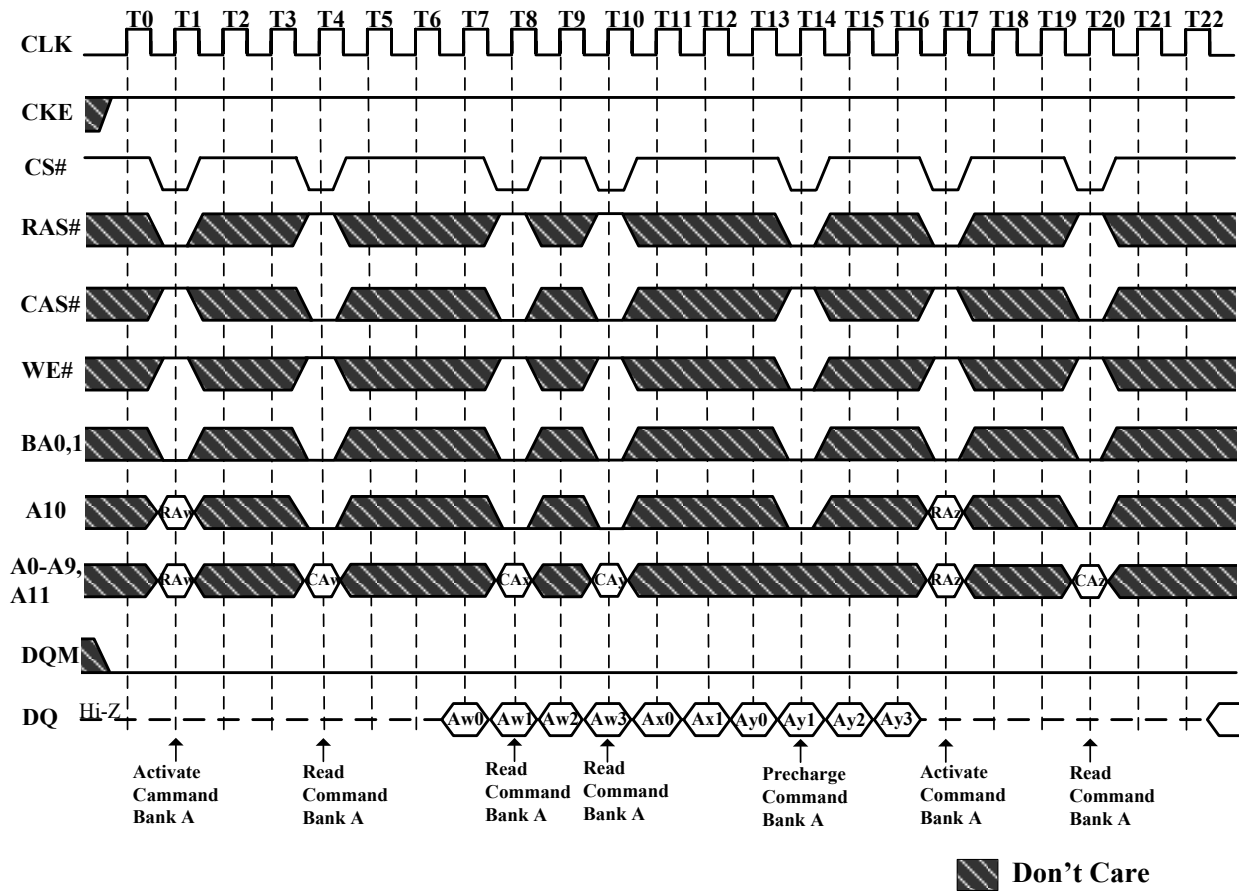 T0 T1 T2 T3 T4 T5 T6 T7 T8 T9 T10 T11 T12 T13 T14 T15 T16 T17 T18 T19 T20 T21 T22
CLK
CKE
CS#
RAS#
CAS#
WE#
BA0,1
A10
RAw RAz
A0-A9,
A11
RAw CAw CAx CAy RAz CAz
DQM
DQ
Hi-Z
Aw0 Aw1 Aw2 Aw3 Ax0 Ax1 Ay0 Ay1 Ay2 Ay3
Activate
Cammand
Bank A
Read
Command
Bank A
Read
Command
Bank A
Read
Command
Bank A
Precharge
Command
Bank A
Activate
Command
Bank A
Read
Command
Bank A
Don't Care